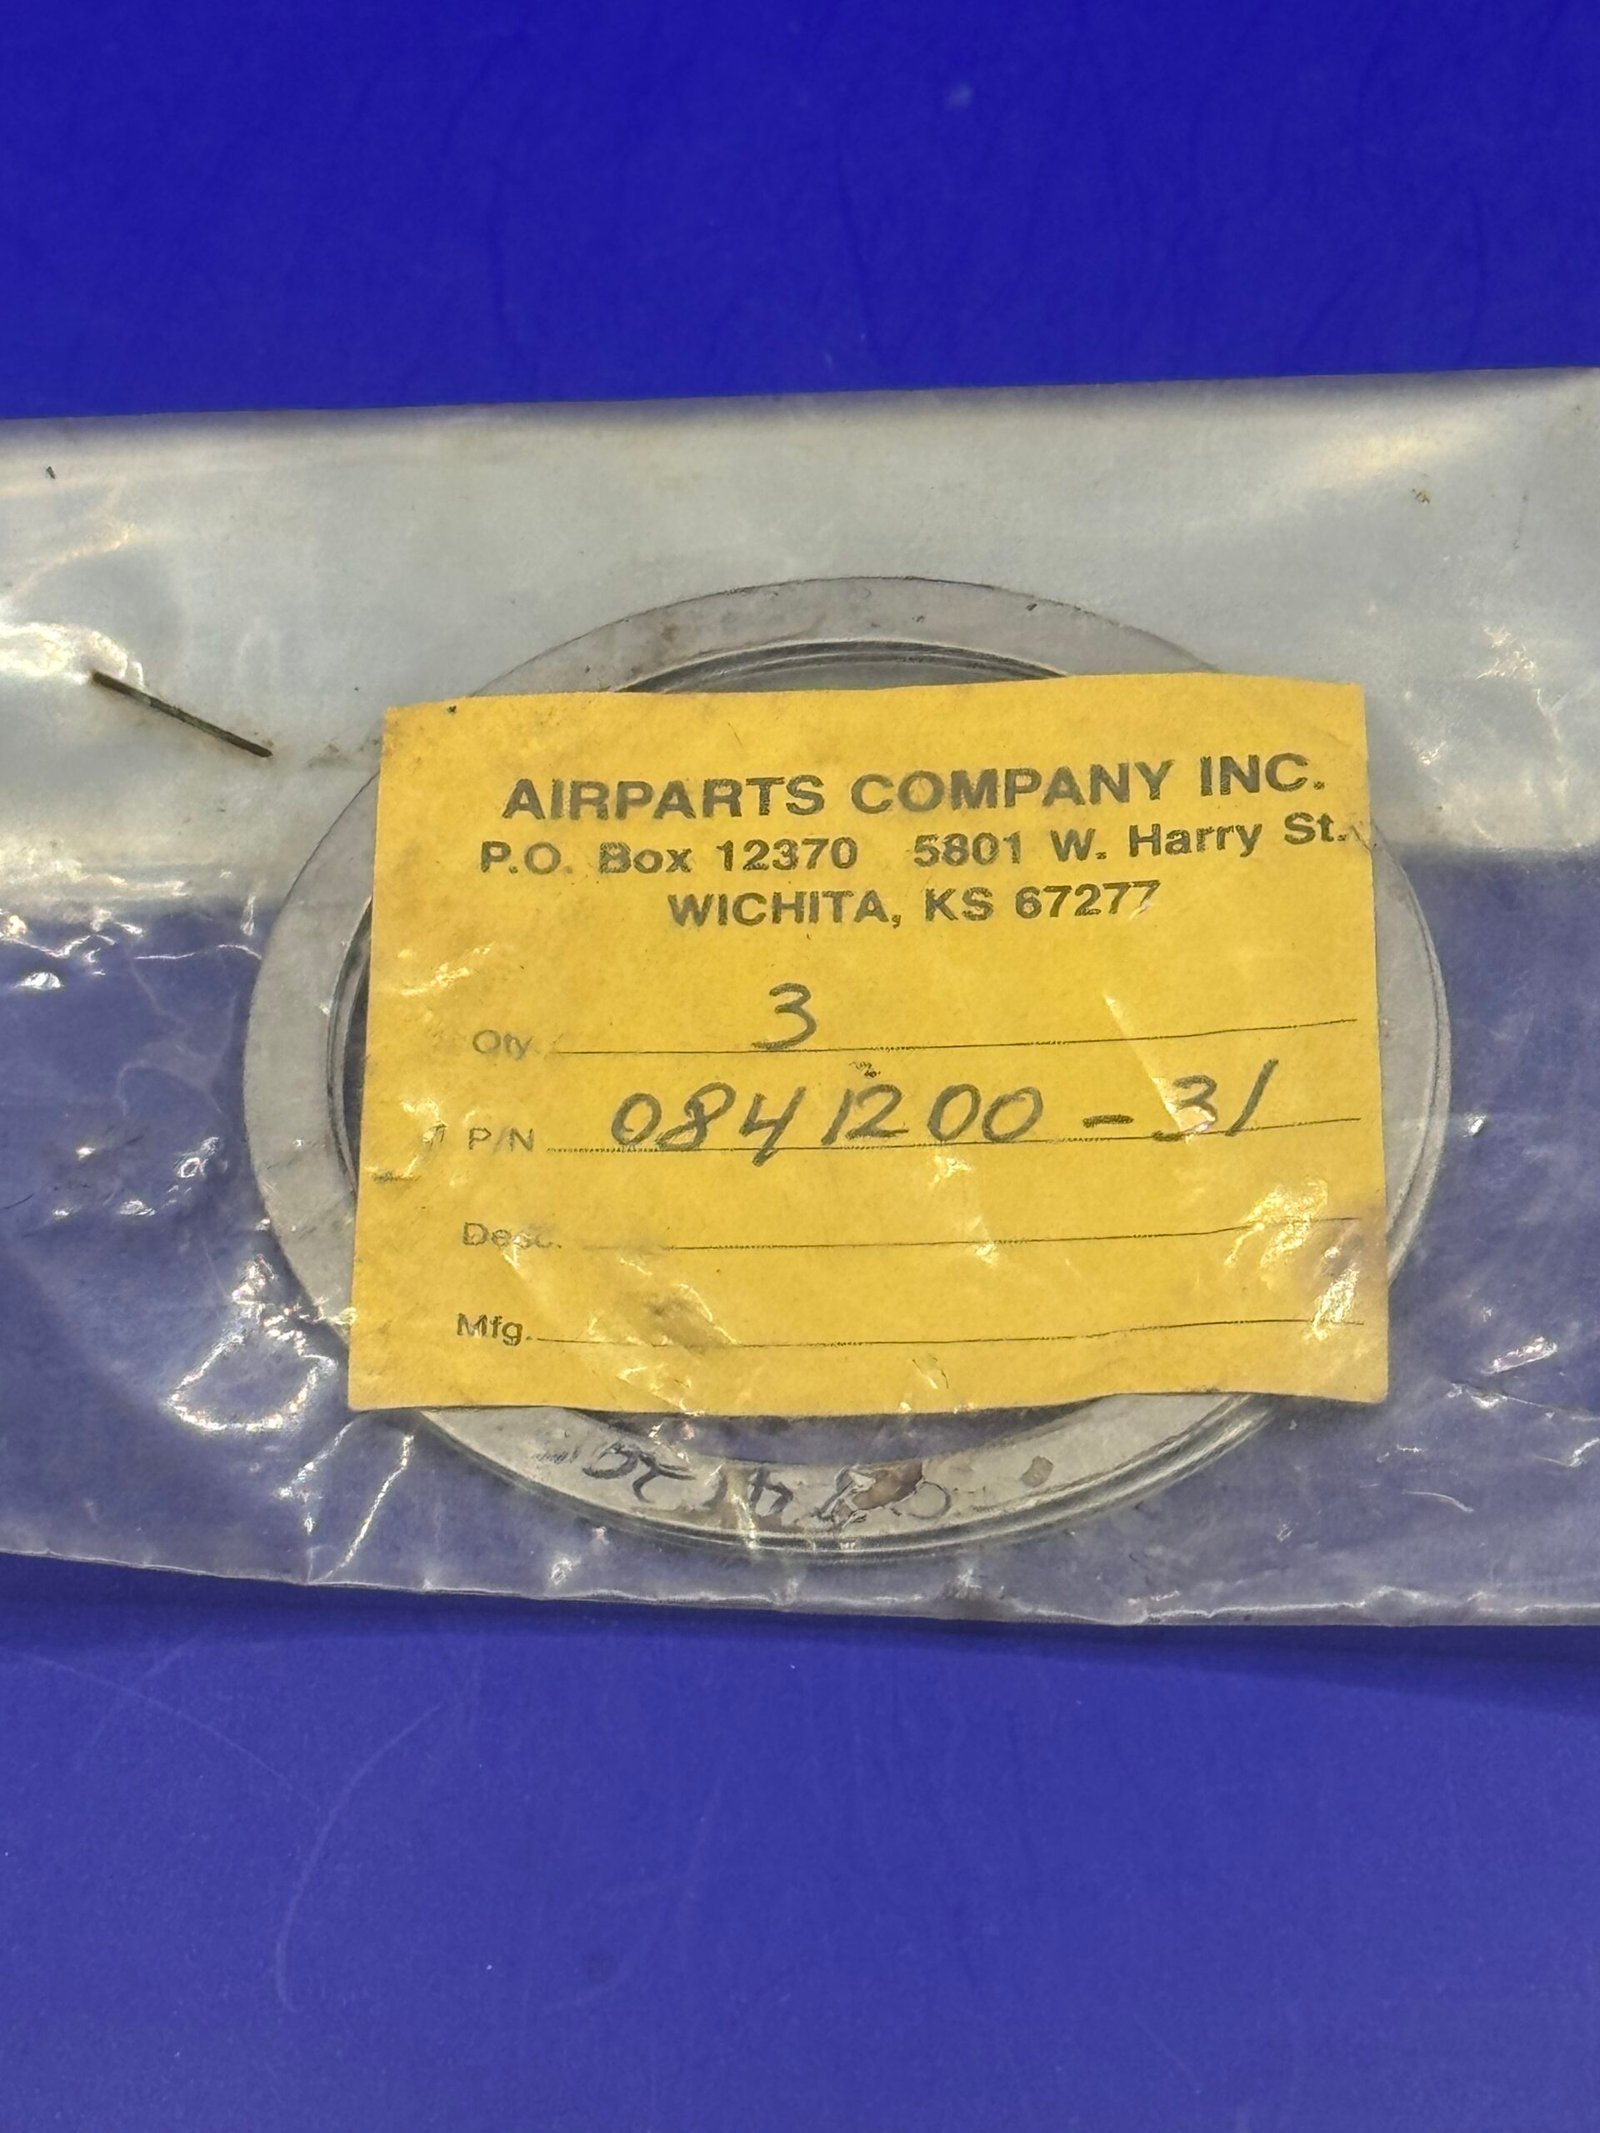 AIRPARTS COMPANY INC.
P.O. Box 12370 5801 W. Harry St.
WICHITA, KS 67277
Qty. 3
P/N 0841200-31
Desc.
Mfg.